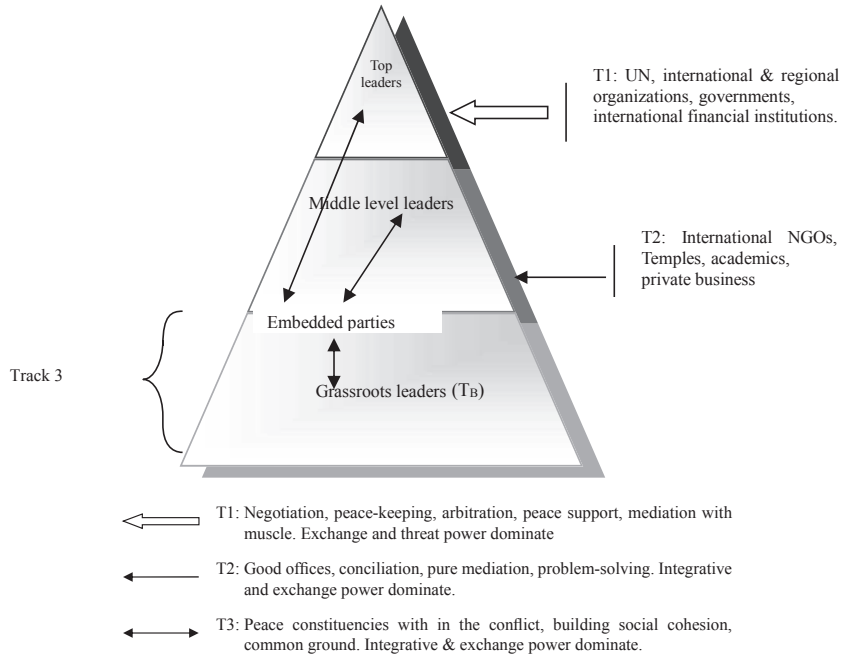 Top
leaders
T1: UN, international & regional
organizations, governments,
international financial institutions.
Middle level leaders
T2: International NGOs,
Temples, academics,
private business
Embedded parties
Track 3
Grassroots leaders (TB)
T1: Negotiation, peace-keeping, arbitration, peace support, mediation with
muscle. Exchange and threat power dominate
T2: Good offices, conciliation, pure mediation, problem-solving. Integrative
and exchange power dominate.
T3: Peace constituencies with in the conflict, building social cohesion,
common ground. Integrative & exchange power dominate.